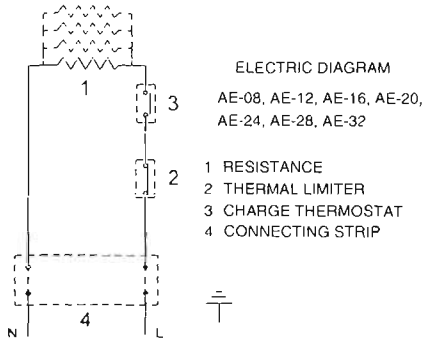 1
3
2
4
N
L
ELECTRIC DIAGRAM
AE-08, AE-12, AE-16, AE-20,
AE-24, AE-28, AE-32
1 RESISTANCE
2 THERMAL LIMITER
3 CHARGE THERMOSTAT
4 CONNECTING STRIP